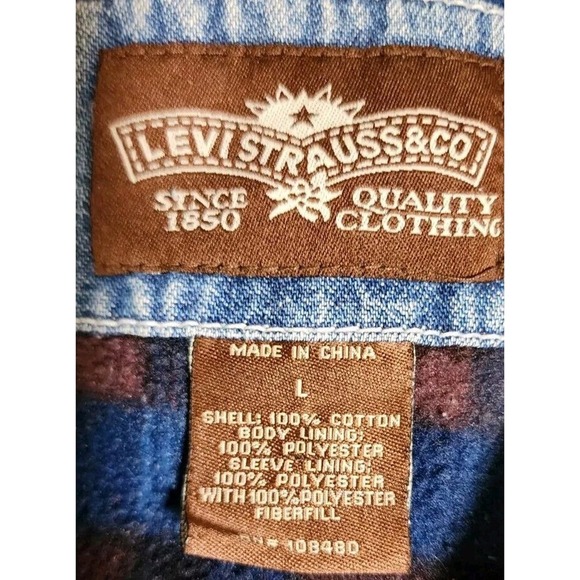 LEVI STRAUSS & CO
SINCE
1850
QUALITY
CLOTHING
MADE IN CHINA
L
SHELL: 100% COTTON
BODY LINING:
100% POLYESTER
SLEEVE LINING:
100% POLYESTER
WITH 100% POLYESTER
FIBERFILL
10848D